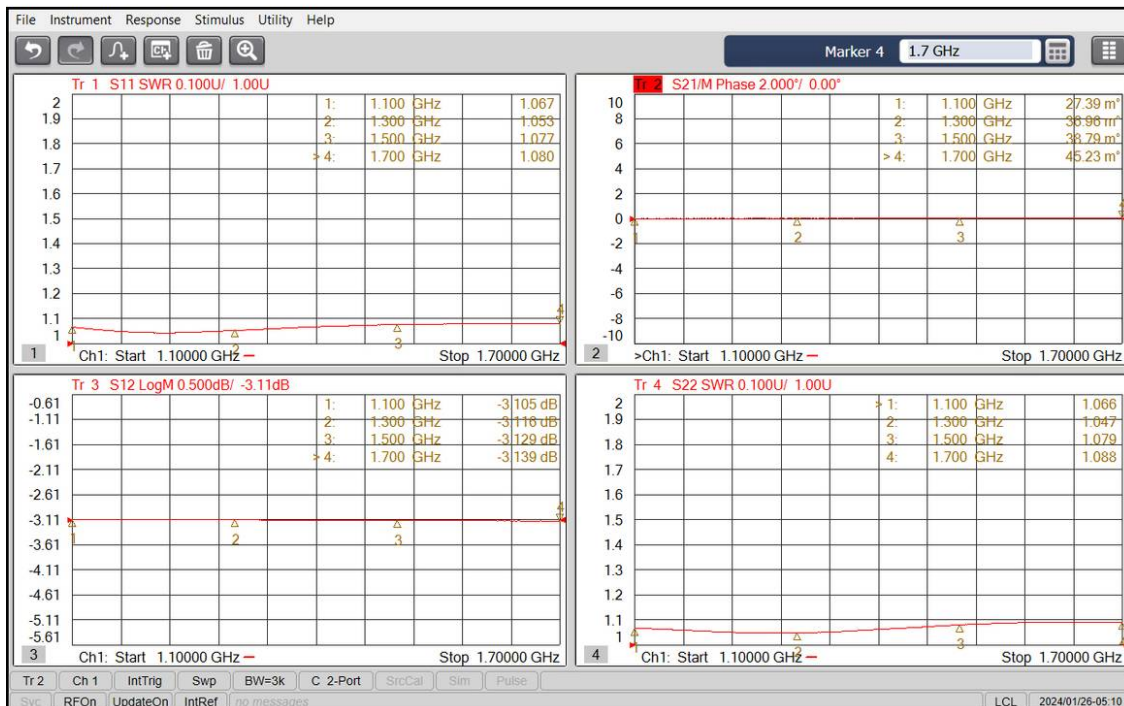 File Instrument Response Stimulus Utility Help
Marker 4 1.7 GHz
Tr 1 S11 SWR 0.100U/ 1.00U
2
1.9
1.8
1.7
1.6
1.5
1.4
1.3
1.2
1.1
1
1: 1.100 GHz 1.067
2: 1.300 GHz 1.053
3: 1.500 GHz 1.077
> 4: 1.700 GHz 1.080
1
2
3
4
1 Ch1: Start 1.10000 GHz Stop 1.70000 GHz
Tr 2 S21/M Phase 2.000°/ 0.00°
10
8
6
4
2
0
-2
-4
-6
-8
-10
1: 1.100 GHz 27.39 m°
2: 1.300 GHz m°
3: 1.500 GHz 38.79 m°
> 4: 1.700 GHz 45.23 m°
1
2
3
2 >Ch1: Start 1.10000 GHz Stop 1.70000 GHz
Tr 3 S12 LogM 0.500dB/ -3.11dB
-0.61
-1.11
-1.61
-2.11
-2.61
-3.11
-3.61
-4.11
-4.61
-5.11
-5.61
1: 1.100 GHz -3.105 dB
2: 1.300 GHz dB
3: 1.500 GHz -3.129 dB
> 4: 1.700 GHz -3.139 dB
1
2
3
4
3 Ch1: Start 1.10000 GHz Stop 1.70000 GHz
Tr 4 S22 SWR 0.100U/ 1.00U
2
1.9
1.8
1.7
1.6
1.5
1.4
1.3
1.2
1.1
1
> 1: 1.100 GHz 1.066
2: 1.300 GHz 1.047
3: 1.500 GHz 1.079
4: 1.700 GHz 1.088
1
2
3
4 Ch1: Start 1.10000 GHz Stop 1.70000 GHz
Tr 2 Ch 1 IntTrig Swp BW=3k C 2-Port SrcCal Sim Pulse
Svc RFOn UpdateOn IntRef no messages LCL 2024/01/26-05:10